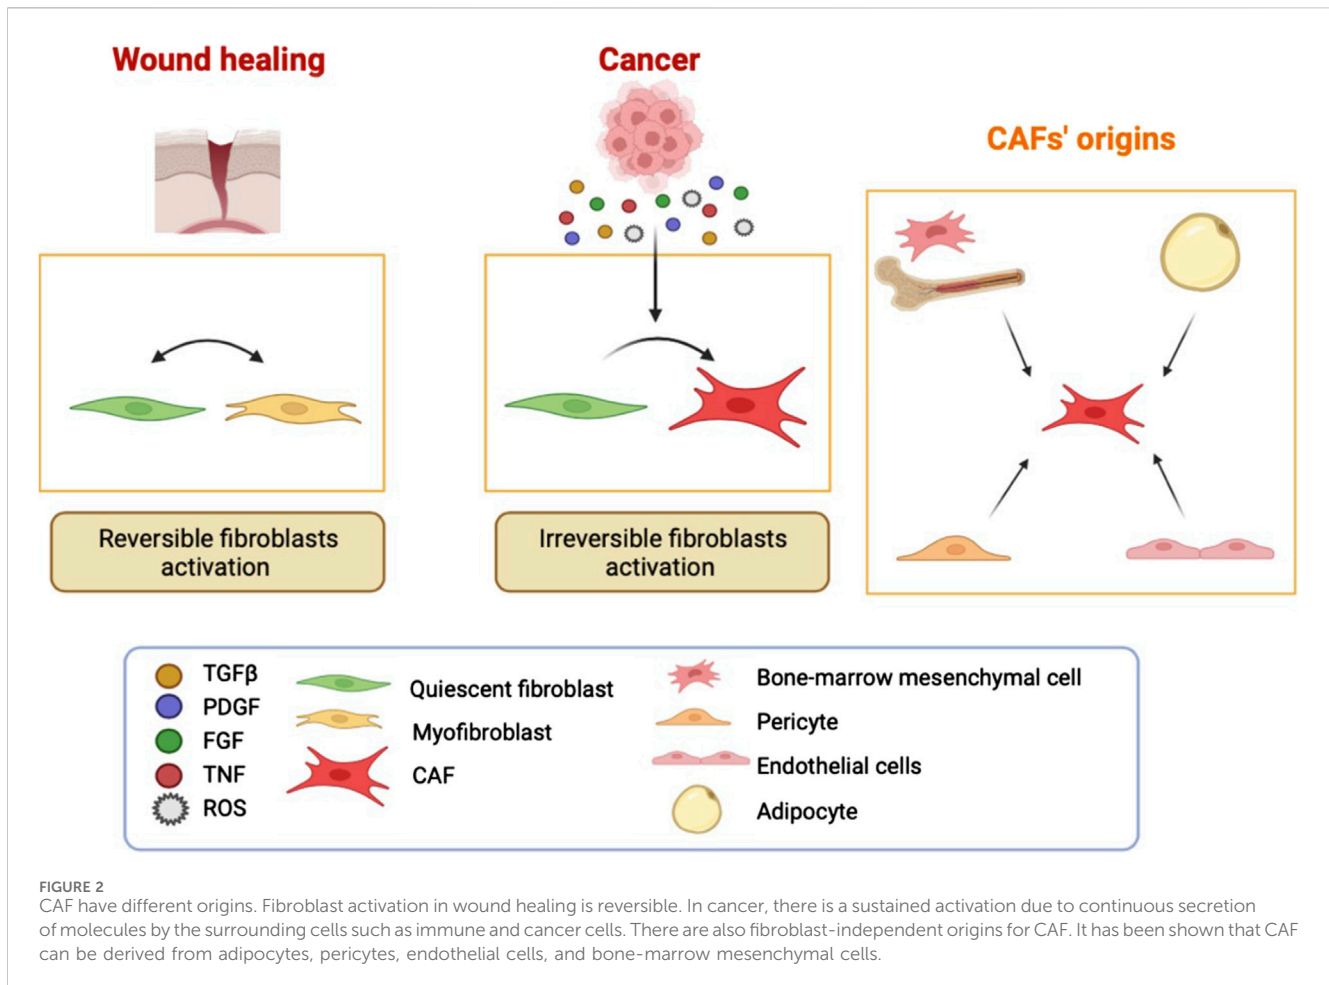 Wound healing
Cancer
CAFs' origins
Reversible fibroblasts
activation
Irreversible fibroblasts
activation
TGFβ
PDGF
FGF
TNF
ROS
Quiescent fibroblast
Myofibroblast
CAF
Bone-marrow mesenchymal cell
Pericyte
Endothelial cells
Adipocyte
FIGURE 2
CAF have different origins. Fibroblast activation in wound healing is reversible. In cancer, there is a sustained activation due to continuous secretion
of molecules by the surrounding cells such as immune and cancer cells. There are also fibroblast-independent origins for CAF. It has been shown that CAF
can be derived from adipocytes, pericytes, endothelial cells, and bone-marrow mesenchymal cells.